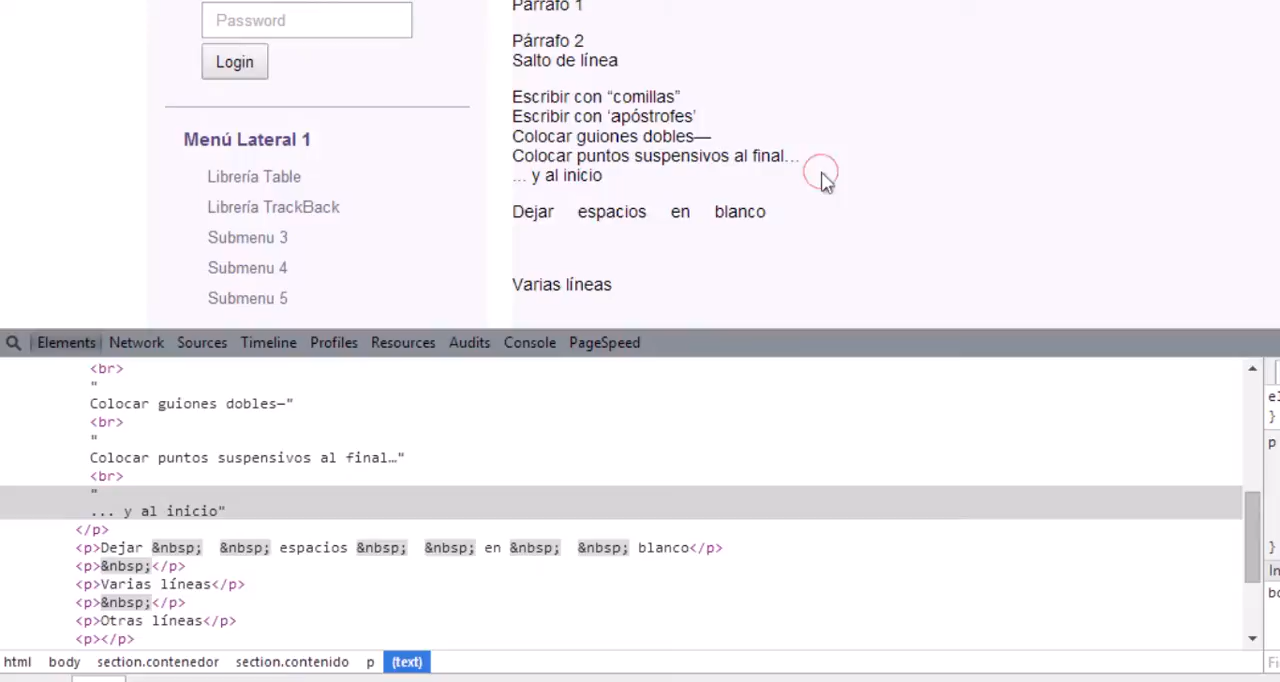 Password
Login
Menú Lateral 1
Librería Table
Librería TrackBack
Submenu 3
Submenu 4
Submenu 5
Párrafo 1
Párrafo 2
Salto de línea
Escribir con “comillas”
Escribir con ‘apóstrofes’
Colocar guiones dobles—
Colocar puntos suspensivos al final…
… y al inicio
Dejar espacios en blanco
Varias líneas
Elements Network Sources Timeline Profiles Resources Audits Console PageSpeed
<br>
"
Colocar guiones dobles—"
<br>
"
Colocar puntos suspensivos al final…"
<br>
"
... y al inicio"
</p>
<p>Dejar &nbsp; &nbsp; espacios &nbsp; &nbsp; en &nbsp; &nbsp; blanco</p>
<p>&nbsp;</p>
<p>Varias líneas</p>
<p>&nbsp;</p>
<p>Otras líneas</p>
<p></p>
}
p
}
html body section.contenedor section.contenido p (text)